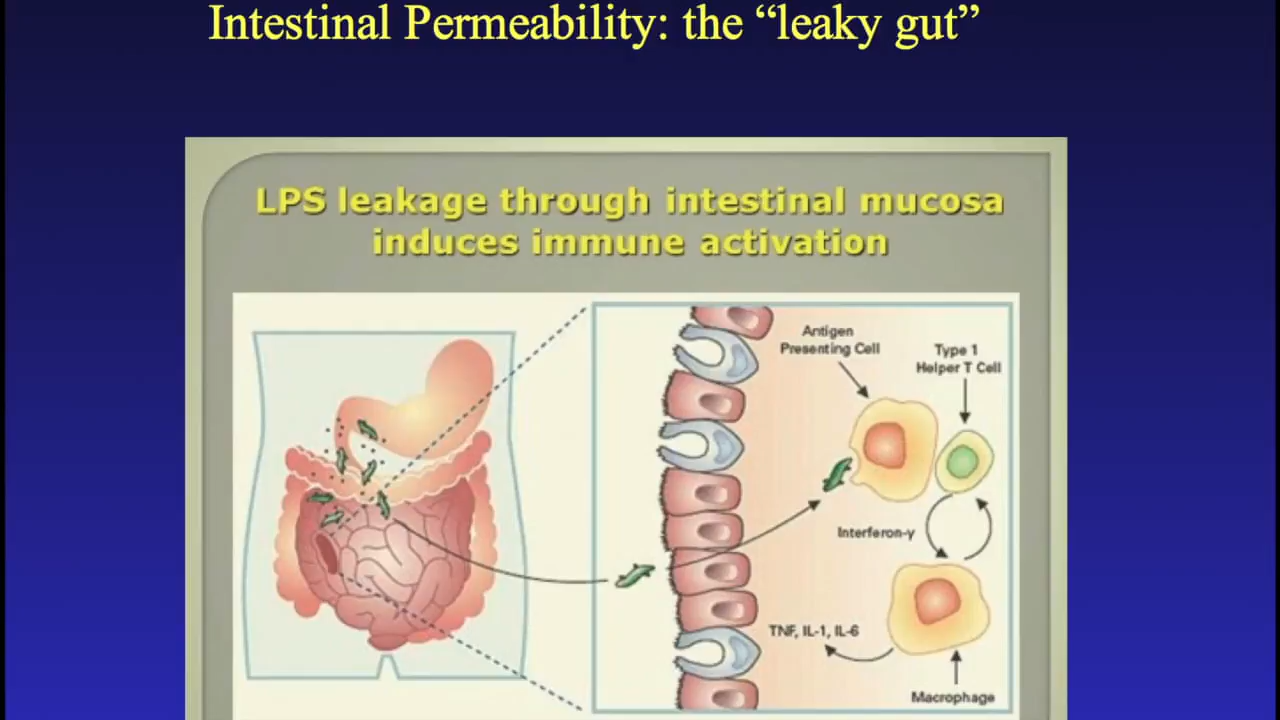 Intestinal Permeability: the “leaky gut”
LPS leakage through intestinal mucosa
induces immune activation
Antigen
Presenting Cell
Type 1
Helper T Cell
Interferon-γ
TNF, IL-1, IL-6
Macrophage